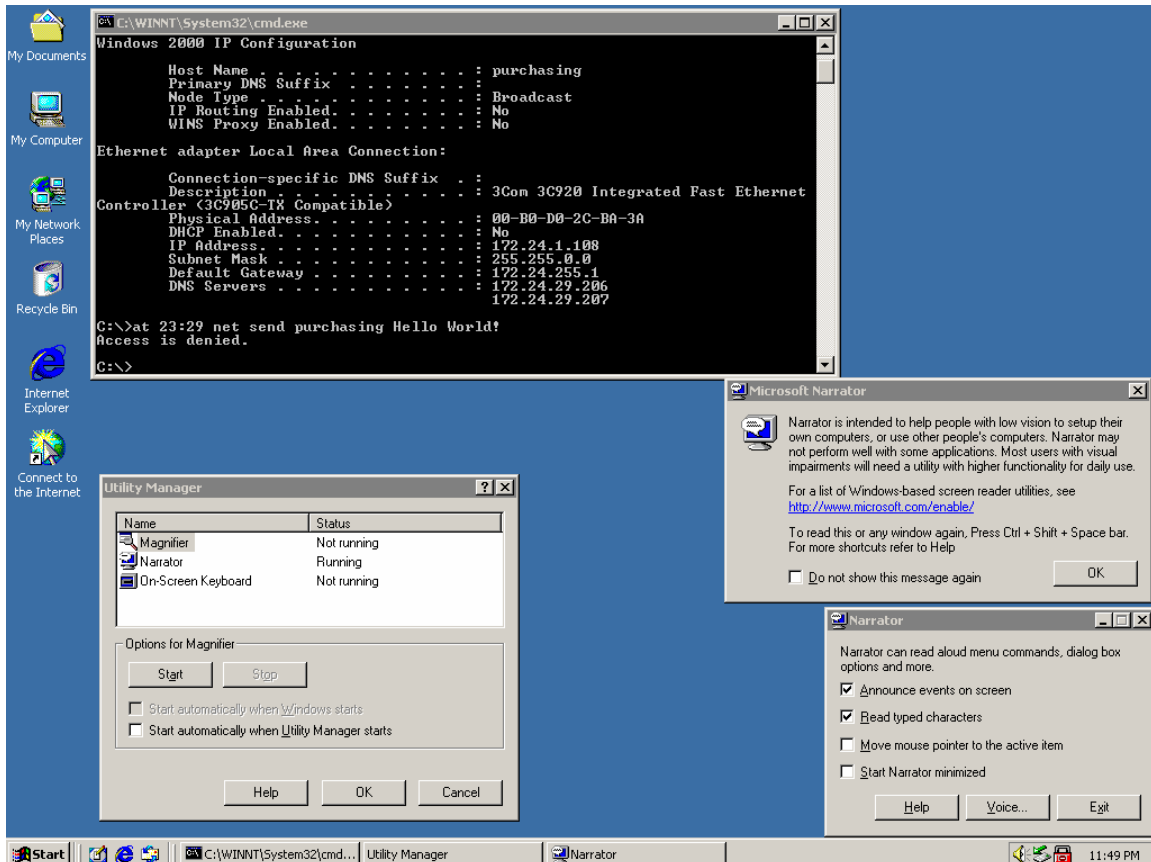 My Documents
My Computer
My Network
Places
Recycle Bin
Internet
Explorer
Connect to
the Internet
C:\WINNT\System32\cmd.exe
Windows 2000 IP Configuration
Host Name . . . . . . . . . . . . : purchasing
Primary DNS Suffix . . . . . . . :
Node Type . . . . . . . . . . . . : Broadcast
IP Routing Enabled. . . . . . . . : No
WINS Proxy Enabled. . . . . . . . : No
Ethernet adapter Local Area Connection:
Connection-specific DNS Suffix . :
Description . . . . . . . . . . . : 3Com 3C920 Integrated Fast Ethernet
Controller (3C905C-TX Compatible)
Physical Address. . . . . . . . . : 00-B0-D0-2C-BA-3A
DHCP Enabled. . . . . . . . . . . : No
IP Address. . . . . . . . . . . . : 172.24.1.108
Subnet Mask . . . . . . . . . . . : 255.255.0.0
Default Gateway . . . . . . . . . : 172.24.255.1
DNS Servers . . . . . . . . . . . : 172.24.29.206
172.24.29.207
C:\>at 23:29 net send purchasing Hello World!
Access is denied.
C:\>
Microsoft Narrator
Narrator is intended to help people with low vision to setup their
own computers, or use other people's computers. Narrator may
not perform well with some applications. Most users with visual
impairments will need a utility with higher functionality for daily use.
For a list of Windows-based screen reader utilities, see
http://www.microsoft.com/enable/
To read this or any window again, Press Ctrl + Shift + Space bar.
For more shortcuts refer to Help
Do not show this message again
OK
Utility Manager
Name Status
Magnifier Not running
Narrator Running
On-Screen Keyboard Not running
Options for Magnifier
Start Stop
Start automatically when Windows starts
Start automatically when Utility Manager starts
Help OK Cancel
Narrator
Narrator can read aloud menu commands, dialog box
options and more.
Announce events on screen
Read typed characters
Move mouse pointer to the active item
Start Narrator minimized
Help Voice... Exit
Start C:\WINNT\System32\cmd... Utility Manager Narrator 11:49 PM